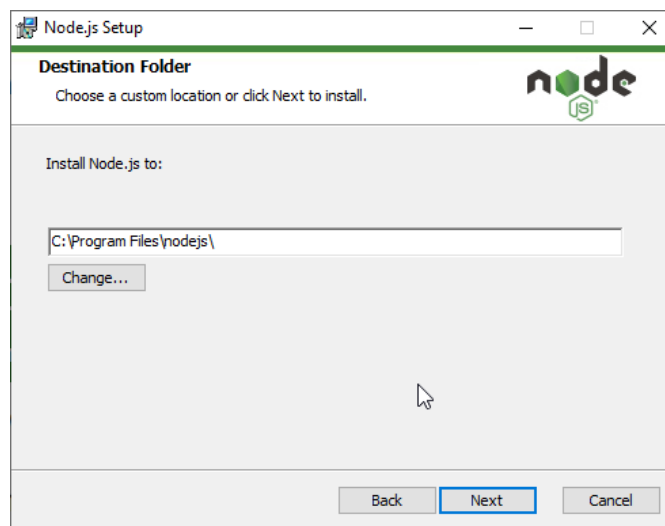 Node.js Setup
Destination Folder
Choose a custom location or click Next to install.
node
JS
Install Node.js to:
C:\Program Files\nodejs\
Change...
Back Next Cancel